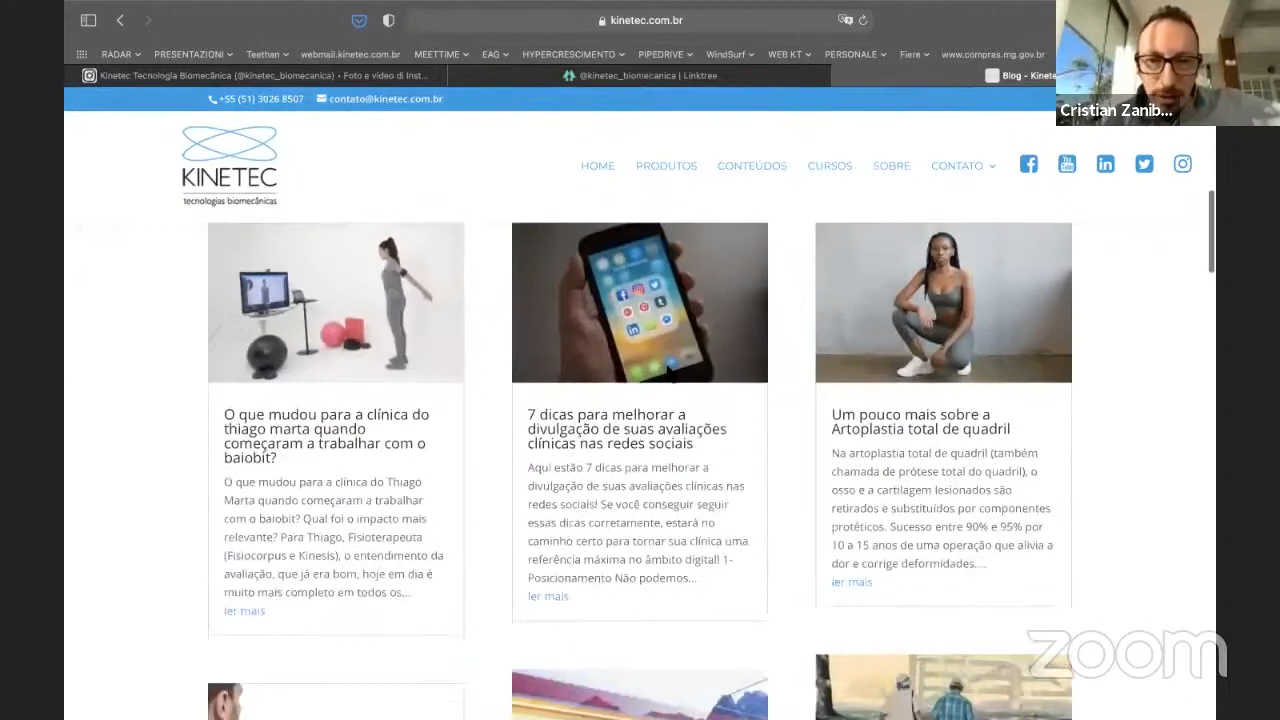 kinetec.com.br
RADAR PRESENTAZIONI Teethan webmail.kinetec.com.br MEETTIME EAG HYPERCRESCIMENTO PIPEDRIVE WindSurf WEB KT PERSONALE Fiere www.compras.mg.gov.br
Kinetec Tecnologia Biomecânica (@kinetec_biomecanica) • Foto e video di Inst...
@kinetec_biomecanica | Linktree
Blog - Kinete
Cristian Zanib...
+55 (51) 3026 8507 contato@kinetec.com.br
KINETEC
tecnologias biomecânicas
HOME PRODUTOS CONTEÚDOS CURSOS SOBRE CONTATO
You
Tube
O que mudou para a clínica do
thiago marta quando
começaram a trabalhar com o
baiobit?
O que mudou para a clínica do Thiago
Marta quando começaram a trabalhar
com o baiobit? Qual foi o impacto mais
relevante? Para Thiago, Fisioterapeuta
(Fisiocorpus e Kinesis), o entendimento da
avaliação, que já era bom, hoje em dia é
muito mais completo em todos os...
ler mais
7 dicas para melhorar a
divulgação de suas avaliações
clínicas nas redes sociais
Aqui estão 7 dicas para melhorar a
divulgação de suas avaliações clínicas nas
redes sociais! Se você conseguir seguir
essas dicas corretamente, estará no
caminho certo para tornar sua clínica uma
referência máxima no âmbito digital! 1-
Posicionamento Não podemos...
ler mais
Um pouco mais sobre a
Artoplastia total de quadril
Na artoplastia total de quadril (também
chamada de prótese total do quadril), o
osso e a cartilagem lesionados são
retirados e substituídos por componentes
protéticos. Sucesso entre 90% e 95% por
10 a 15 anos de uma operação que alivia a
dor e corrige deformidades....
ler mais
zoom